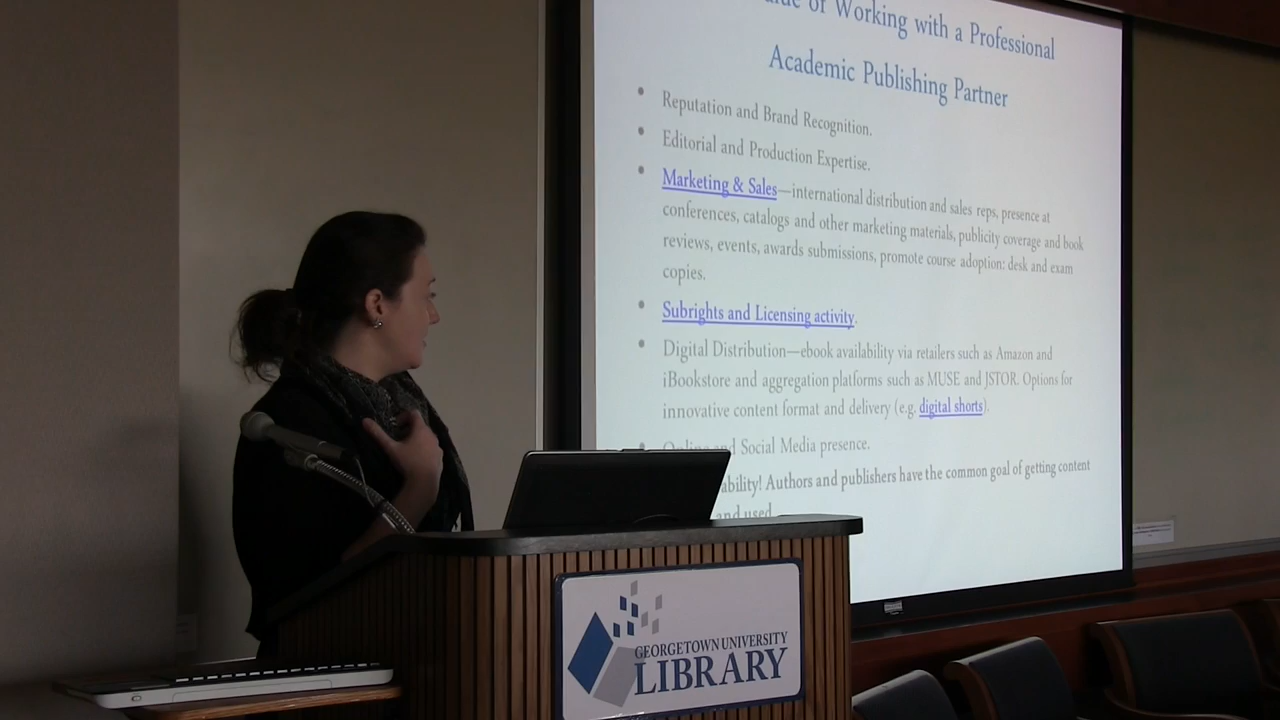 of Working with a Professional
Academic Publishing Partner
• Reputation and Brand Recognition.
• Editorial and Production Expertise.
• Marketing & Sales—international distribution and sales reps, presence at
conferences, catalogs and other marketing materials, publicity coverage and book
reviews, events, awards submissions, promote course adoption: desk and exam
copies.
• Subrights and Licensing activity.
• Digital Distribution—ebook availability via retailers such as Amazon and
iBookstore and aggregation platforms such as MUSE and JSTOR. Options for
innovative content format and delivery (e.g. digital shorts).
• Online and Social Media presence.
ability! Authors and publishers have the common goal of getting content
and used
GEORGETOWN UNIVERSITY
LIBRARY